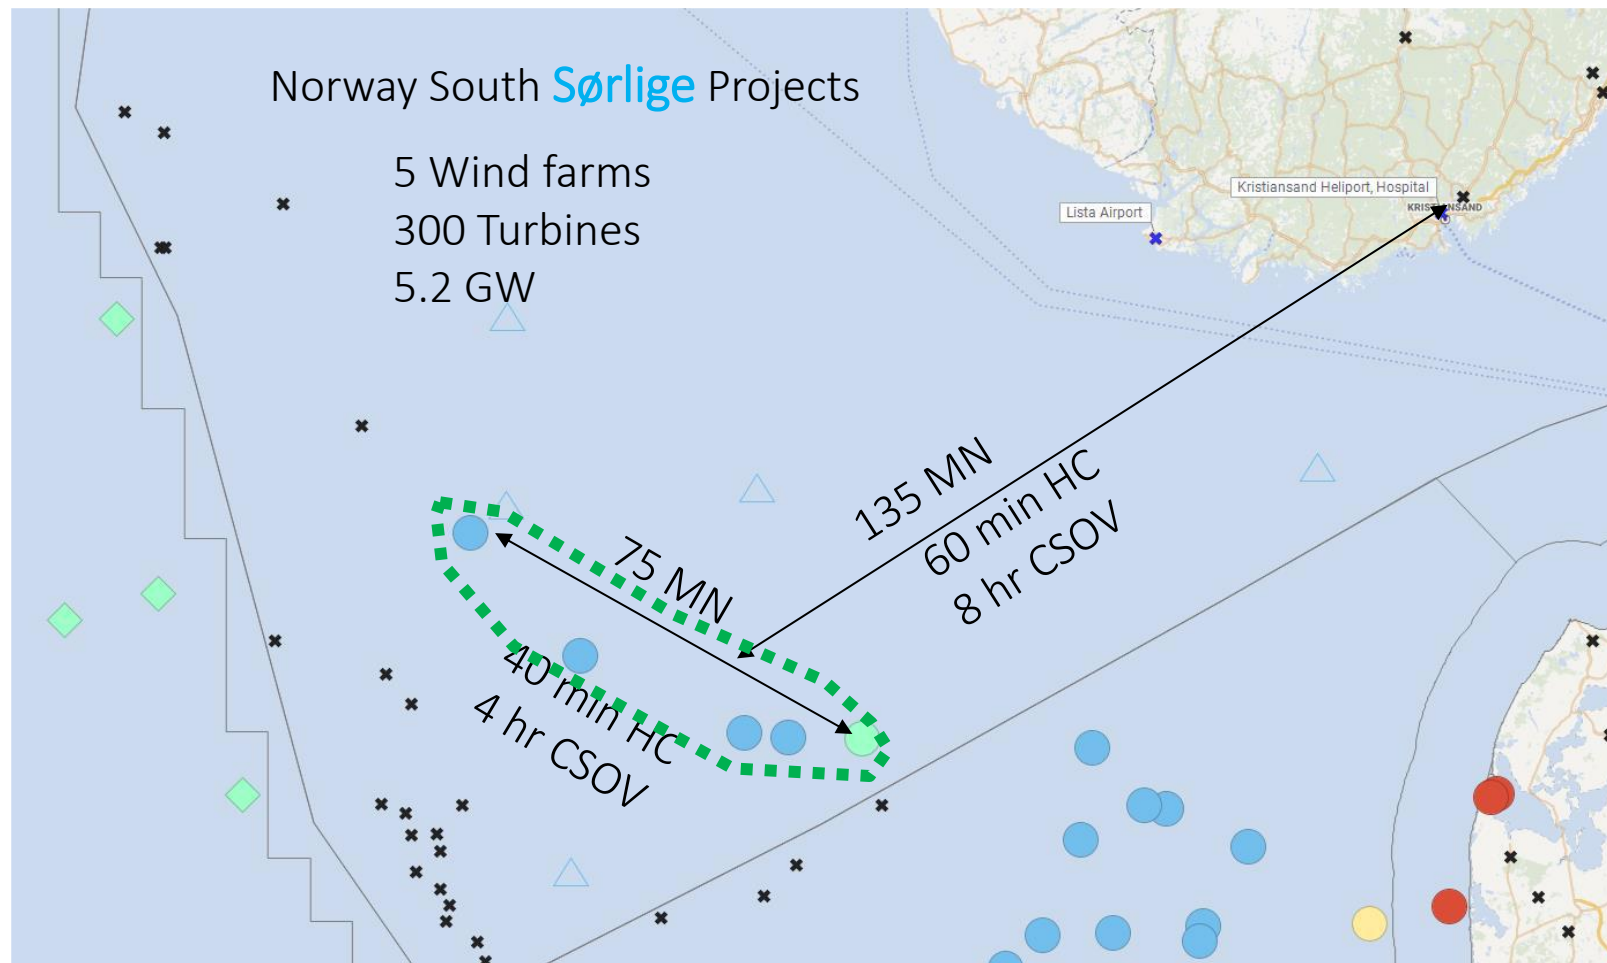 Norway South Sørlige Projects
5 Wind farms
300 Turbines
5.2 GW
Kristiansand Heliport, Hospital
KRISTIANSAND
Lista Airport
135 MN
60 min HC
8 hr CSOV
75 MN
40 min HC
4 hr CSOV